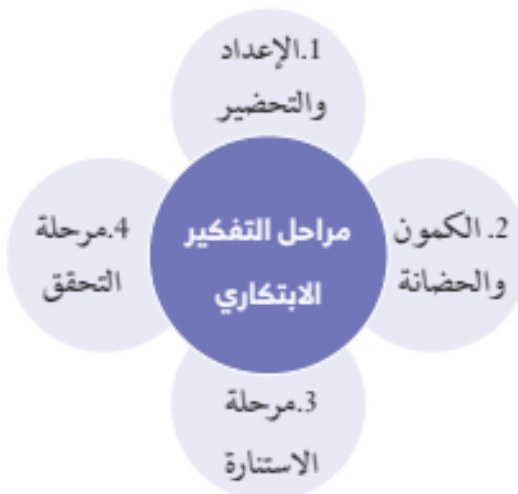 1.الإعداد
والتحضير
2. الكمون
والحضانة
3.مرحلة
الاستنارة
4.مرحلة
التحقق
مراحل التفكير
الابتكاري